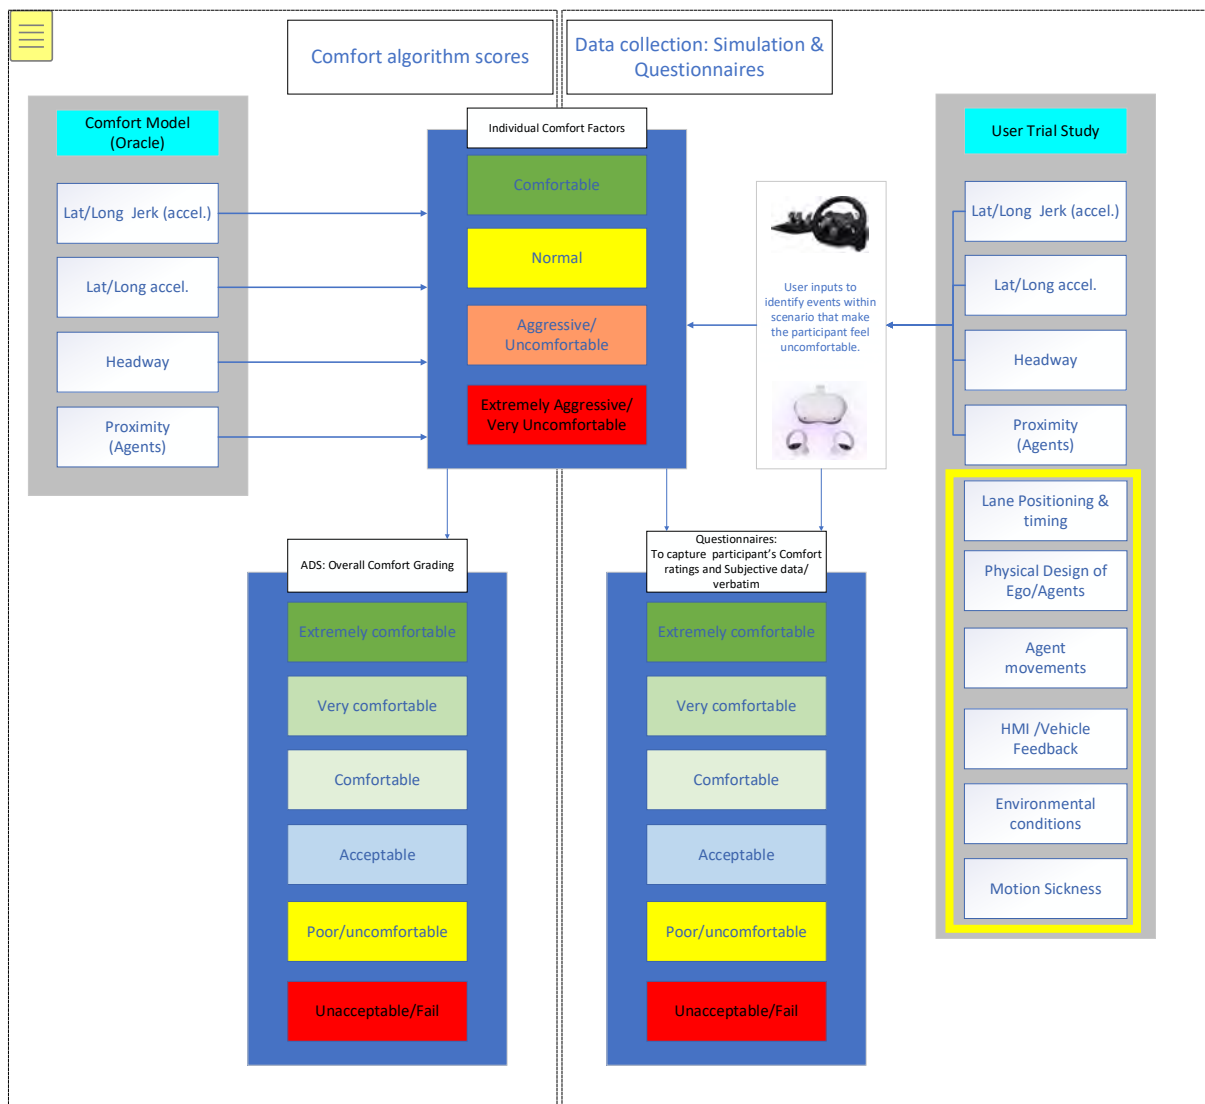 Comfort algorithm scores
Data collection: Simulation &
Questionnaires
Comfort Model
(Oracle)
Lat/Long Jerk (accel.)
Lat/Long accel.
Headway
Proximity
(Agents)
Individual Comfort Factors
Comfortable
Normal
Aggressive/
Uncomfortable
Extremely Aggressive/
Very Uncomfortable
User inputs to
identify events within
scenario that make
the participant feel
uncomfortable.
User Trial Study
Lat/Long Jerk (accel.)
Lat/Long accel.
Headway
Proximity
(Agents)
Lane Positioning &
timing
Physical Design of
Ego/Agents
Agent
movements
HMI /Vehicle
Feedback
Environmental
conditions
Motion Sickness
ADS: Overall Comfort Grading
Extremely comfortable
Very comfortable
Comfortable
Acceptable
Poor/uncomfortable
Unacceptable/Fail
Questionnaires:
To capture participant's Comfort
ratings and Subjective data/
verbatim
Extremely comfortable
Very comfortable
Comfortable
Acceptable
Poor/uncomfortable
Unacceptable/Fail